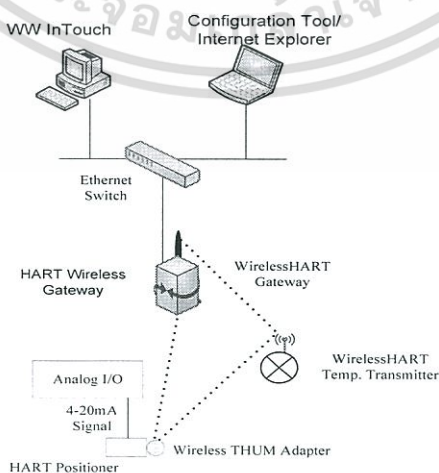 WW InTouch
Configuration Tool/
Internet Explorer
Ethernet
Switch
HART Wireless
Gateway
WirelessHART
Gateway
WirelessHART
Temp. Transmitter
Analog I/O
4-20mA
Signal
Wireless THUM Adapter
HART Positioner